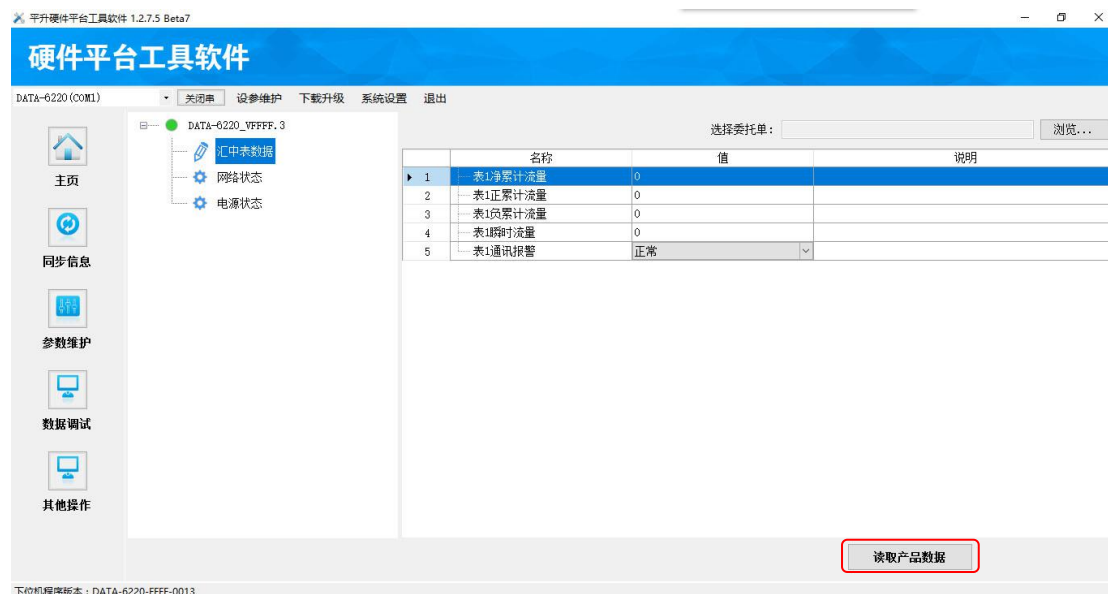 平升硬件平台工具软件 1.2.7.5 Beta7
硬件平台工具软件
DATA-6220(COM1) 关闭串 设参维护 下载升级 系统设置 退出
主页
同步信息
参数维护
数据调试
其他操作
DATA-6220_VFFFF.3
汇中表数据
网络状态
电源状态
选择委托单: 浏览...
名称 值 说明
1 表1净累计流量 0
2 表1正累计流量 0
3 表1负累计流量 0
4 表1瞬时流量 0
5 表1通讯报警 正常
读取产品数据
下位机程序版本:DATA-6220-FFFF-0013